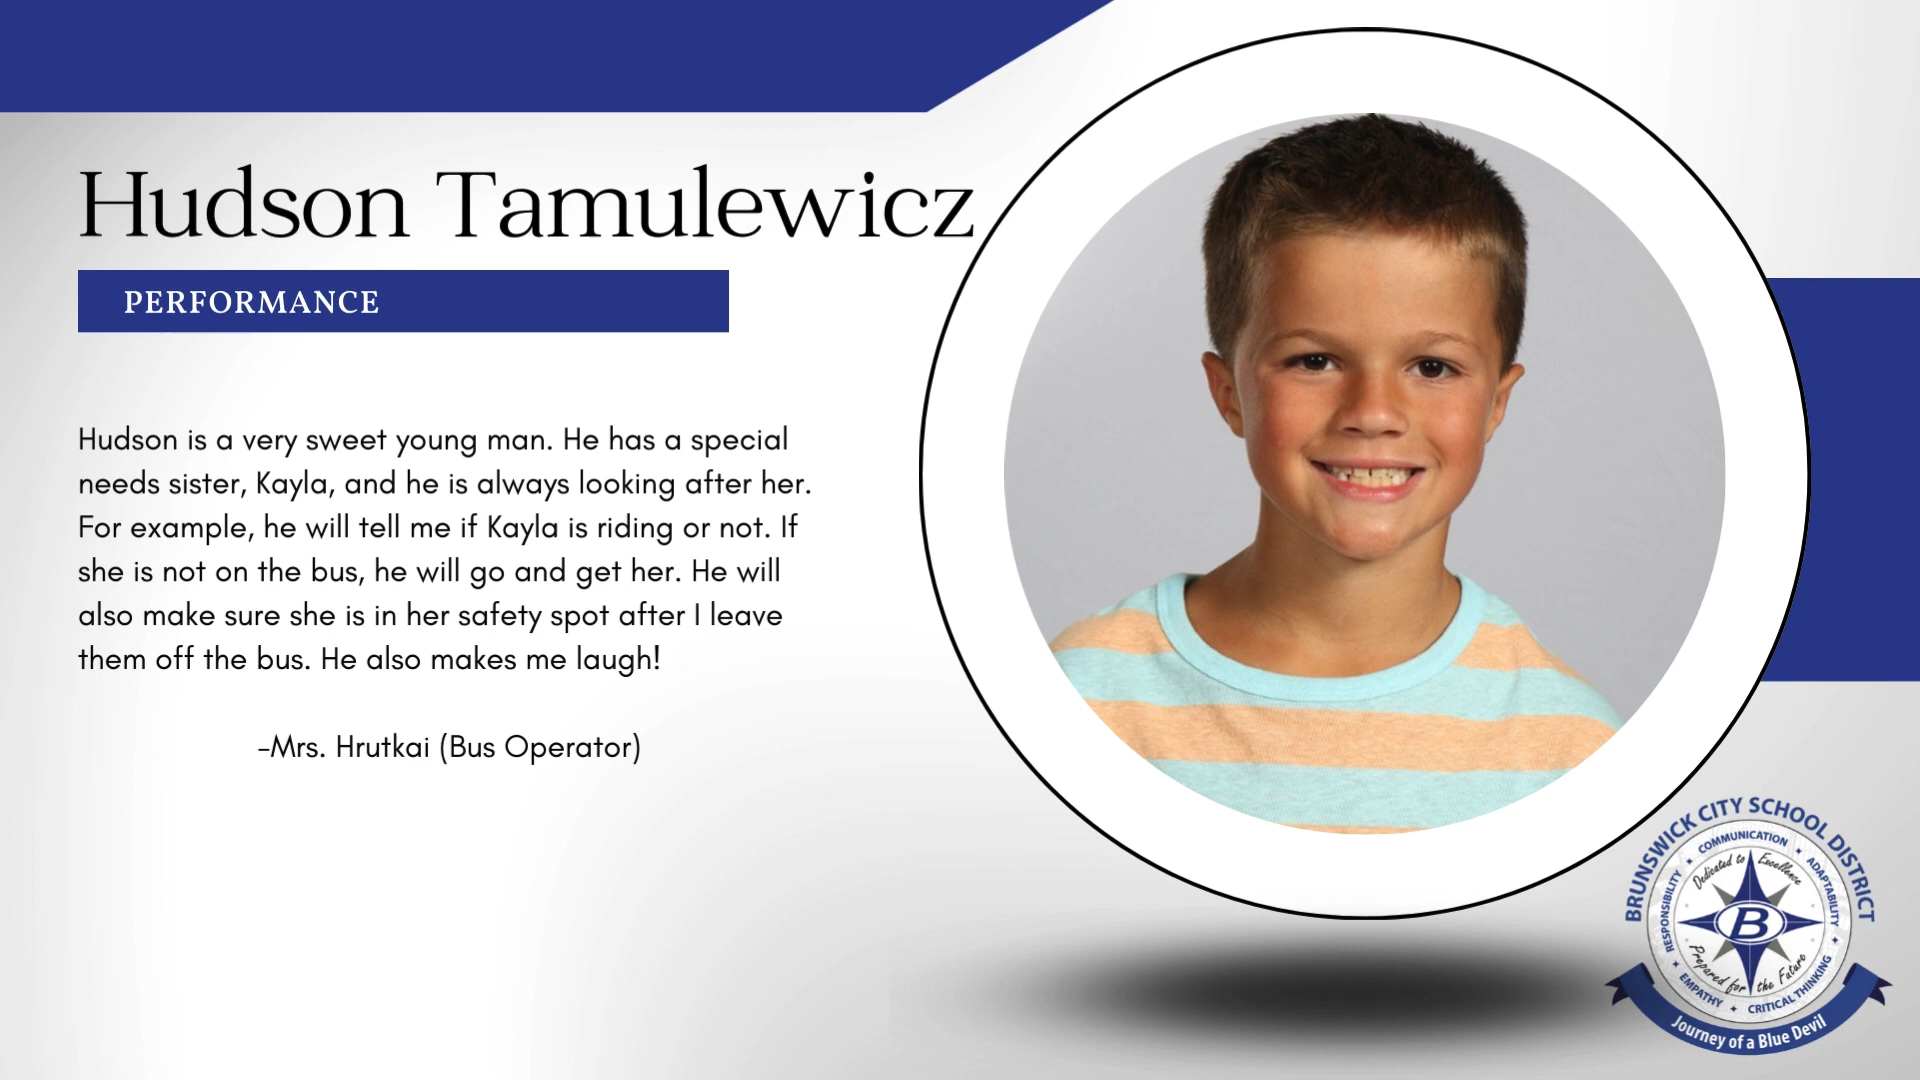 Hudson Tamulewicz
PERFORMANCE
Hudson is a very sweet young man. He has a special
needs sister, Kayla, and he is always looking after her.
For example, he will tell me if Kayla is riding or not. If
she is not on the bus, he will go and get her. He will
also make sure she is in her safety spot after I leave
them off the bus. He also makes me laugh!
-Mrs. Hrutkai (Bus Operator)
BRUNSWICK CITY SCHOOL DISTRICT
COMMUNICATION
ADAPTABILITY
CRITICAL THINKING
EMPATHY
RESPONSIBILITY
Dedicated to Excellence
B
Prepared for the Future
Journey of a Blue Devil